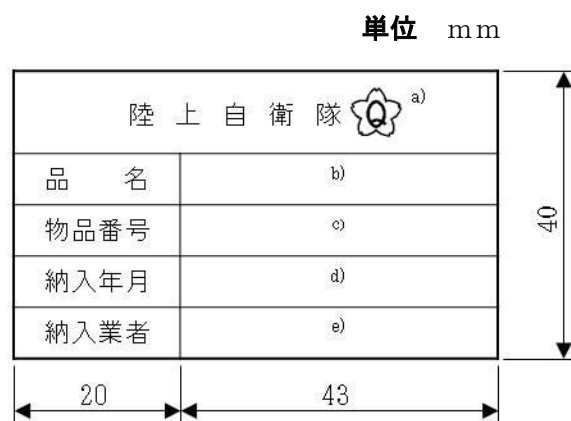 単位 mm
陸上自衛隊 Q a)
品名 b)
物品番号 c)
納入年月 d)
納入業者 e)
40
20 43